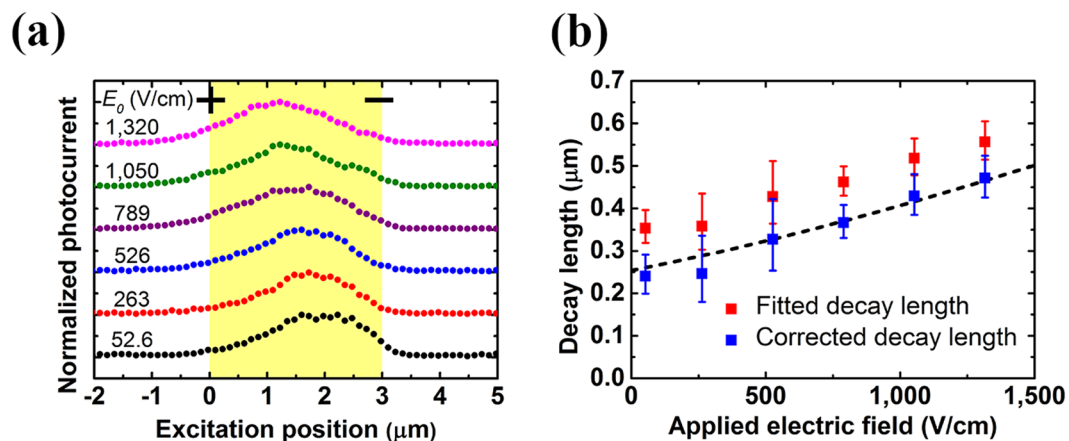 (a)
E0 (V/cm)
1,320
1,050
789
526
263
52.6
Normalized photocurrent
-2 -1 0 1 2 3 4 5
Excitation position (μm)
(b)
0.7
0.6
0.5
0.4
0.3
0.2
0.1
0.0
Decay length (μm)
Fitted decay length
Corrected decay length
0 500 1,000 1,500
Applied electric field (V/cm)